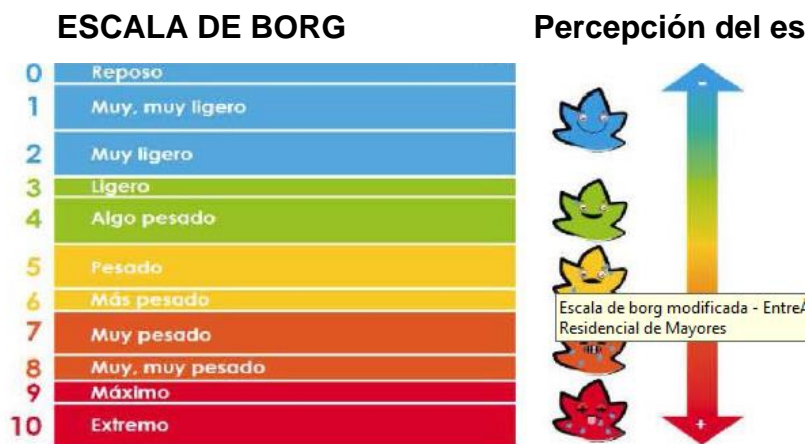 ESCALA DE BORG
Percepción del es
0 Reposo
1 Muy, muy ligero
2 Muy ligero
3 Ligero
4 Algo pesado
5 Pesado
6 Más pesado
7 Muy pesado
8 Muy, muy pesado
9 Máximo
10 Extremo
-
Escala de borg modificada - EntreA
Residencial de Mayores
+